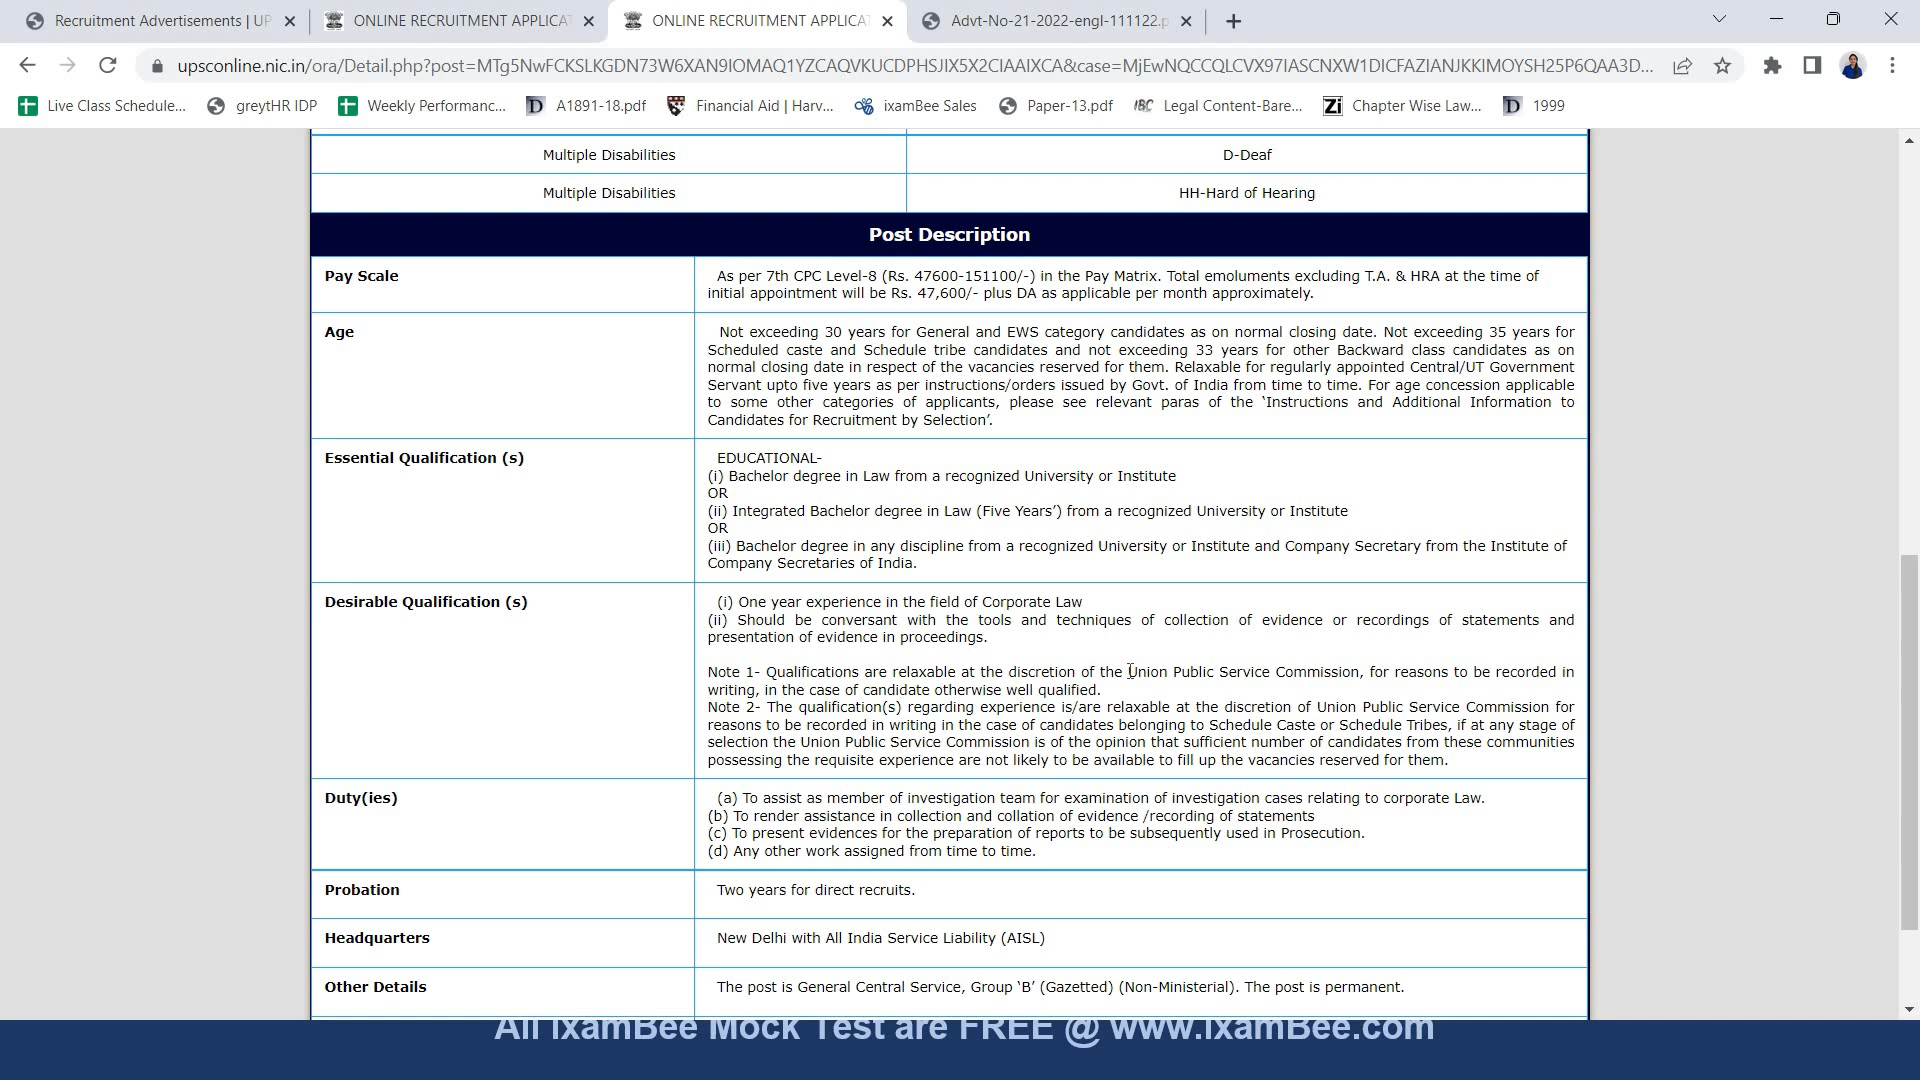 Recruitment Advertisements | UP
ONLINE RECRUITMENT APPLICAT
ONLINE RECRUITMENT APPLICAT
Advt-No-21-2022-engl-111122.p
upsconline.nic.in/ora/Detail.php?post=MTg5NwFCKSLKGDN73W6XAN9IOMAQ1YZCAQVKUCDPHSJIX5X2CIAAIXCA&case=MjEwNQCCQLCVX97IASCNXW1DICFAZIANJKKIMOYSH25P6QAA3D...
Live Class Schedule...
greytHR IDP
Weekly Performanc...
D A1891-18.pdf
Financial Aid | Harv...
ixamBee Sales
Paper-13.pdf
IBC Legal Content-Bare...
Zi Chapter Wise Law...
D 1999
Multiple Disabilities
D-Deaf
Multiple Disabilities
HH-Hard of Hearing
Post Description
Pay Scale
As per 7th CPC Level-8 (Rs. 47600-151100/-) in the Pay Matrix. Total emoluments excluding T.A. & HRA at the time of
initial appointment will be Rs. 47,600/- plus DA as applicable per month approximately.
Age
Not exceeding 30 years for General and EWS category candidates as on normal closing date. Not exceeding 35 years for
Scheduled caste and Schedule tribe candidates and not exceeding 33 years for other Backward class candidates as on
normal closing date in respect of the vacancies reserved for them. Relaxable for regularly appointed Central/UT Government
Servant upto five years as per instructions/orders issued by Govt. of India from time to time. For age concession applicable
to some other categories of applicants, please see relevant paras of the ‘Instructions and Additional Information to
Candidates for Recruitment by Selection’.
Essential Qualification (s)
EDUCATIONAL-
(i) Bachelor degree in Law from a recognized University or Institute
OR
(ii) Integrated Bachelor degree in Law (Five Years’) from a recognized University or Institute
OR
(iii) Bachelor degree in any discipline from a recognized University or Institute and Company Secretary from the Institute of
Company Secretaries of India.
Desirable Qualification (s)
(i) One year experience in the field of Corporate Law
(ii) Should be conversant with the tools and techniques of collection of evidence or recordings of statements and
presentation of evidence in proceedings.
Note 1- Qualifications are relaxable at the discretion of the Union Public Service Commission, for reasons to be recorded in
writing, in the case of candidate otherwise well qualified.
Note 2- The qualification(s) regarding experience is/are relaxable at the discretion of Union Public Service Commission for
reasons to be recorded in writing in the case of candidates belonging to Schedule Caste or Schedule Tribes, if at any stage of
selection the Union Public Service Commission is of the opinion that sufficient number of candidates from these communities
possessing the requisite experience are not likely to be available to fill up the vacancies reserved for them.
Duty(ies)
(a) To assist as member of investigation team for examination of investigation cases relating to corporate Law.
(b) To render assistance in collection and collation of evidence /recording of statements
(c) To present evidences for the preparation of reports to be subsequently used in Prosecution.
(d) Any other work assigned from time to time.
Probation
Two years for direct recruits.
Headquarters
New Delhi with All India Service Liability (AISL)
Other Details
The post is General Central Service, Group ‘B’ (Gazetted) (Non-Ministerial). The post is permanent.
All ixamBee Mock Test are FREE @ www.ixamBee.com